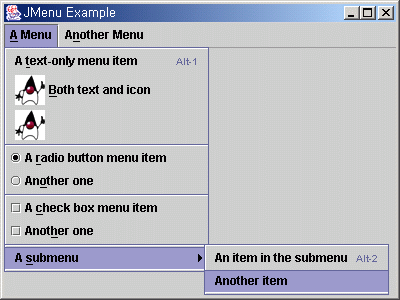 JMenu Example
A Menu Another Menu
A text-only menu item Alt-1
Both text and icon
A radio button menu item
Another one
A check box menu item
Another one
A submenu
An item in the submenu Alt-2
Another item